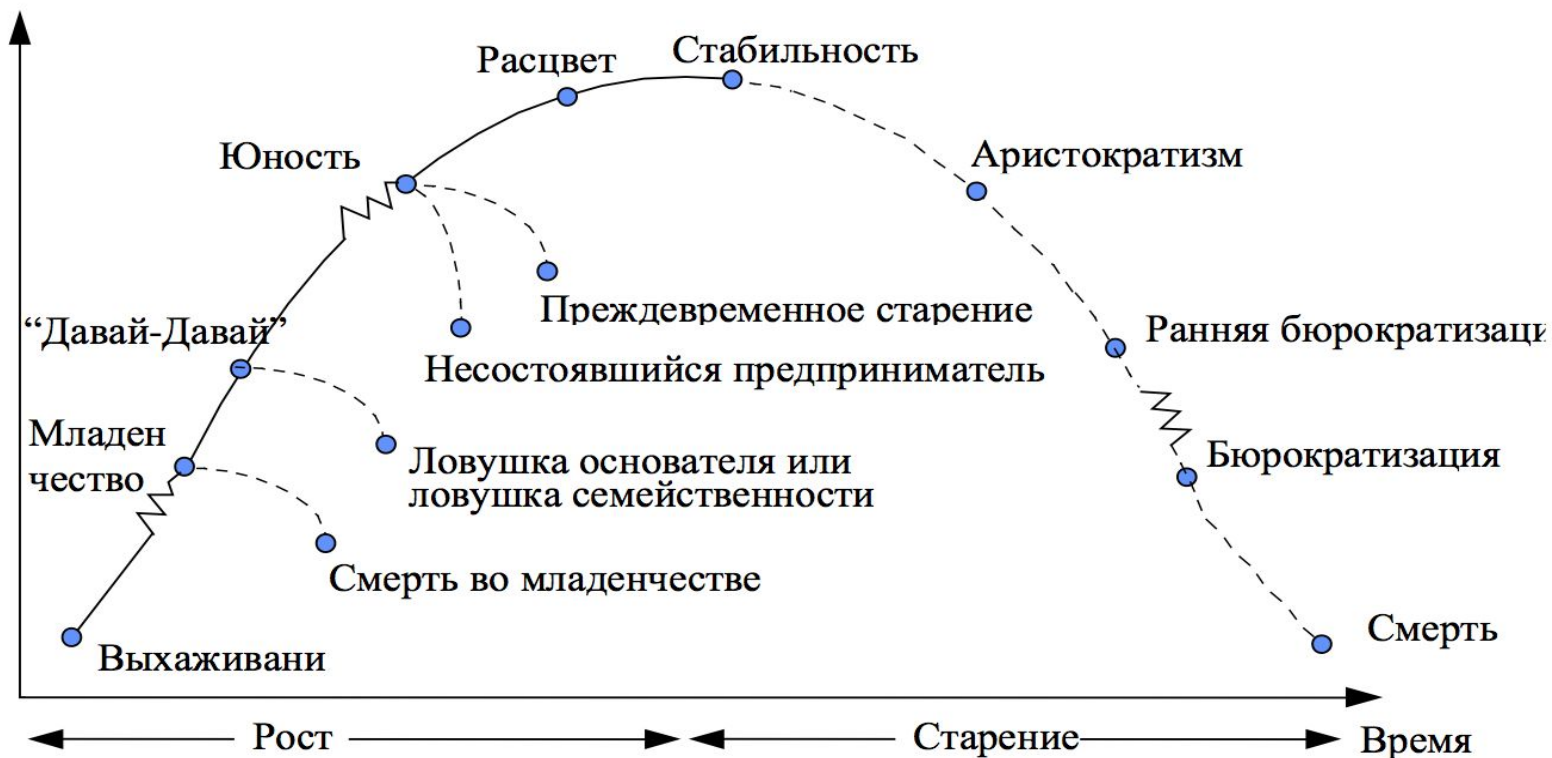 Расцвет
Стабильность
Юность
Аристократизм
Преждевременное старение
“Давай-Давай”
Ранняя бюрократизаци
Несостоявшийся предприниматель
Младен
чество
Ловушка основателя или
ловушка семейственности
Бюрократизация
Смерть во младенчестве
Выхаживани
Смерть
Рост
Старение
Время